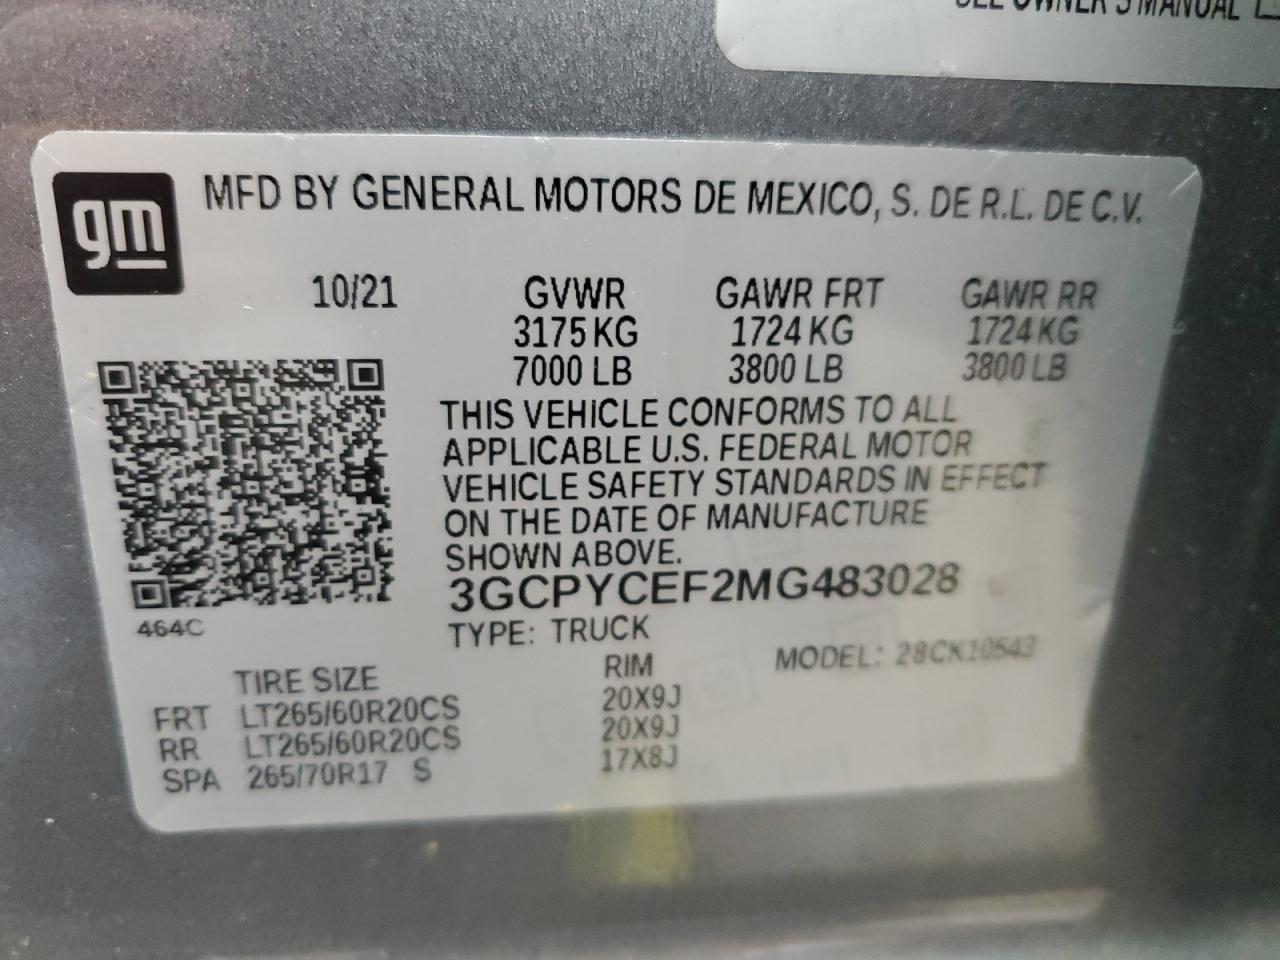 SEE OWNER'S MANUAL
gm
MFD BY GENERAL MOTORS DE MEXICO, S. DE R.L. DE C.V.
10/21 GVWR GAWR FRT GAWR RR
3175 KG 1724 KG 1724 KG
7000 LB 3800 LB 3800 LB
THIS VEHICLE CONFORMS TO ALL
APPLICABLE U.S. FEDERAL MOTOR
VEHICLE SAFETY STANDARDS IN EFFECT
ON THE DATE OF MANUFACTURE
SHOWN ABOVE.
3GCPYCEF2MG483028
464C
TYPE: TRUCK
MODEL: 28CK10543
TIRE SIZE RIM
FRT LT265/60R20CS 20X9J
RR LT265/60R20CS 20X9J
SPA 265/70R17 S 17X8J